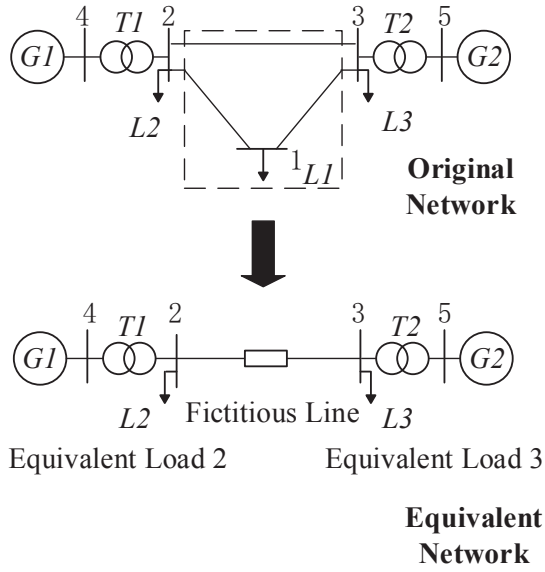 4 T1 2 3 T2 5
G1 G2
L2 L3
1 L1
Original
Network
4 T1 2 3 T2 5
G1 G2
L2 Fictitious Line L3
Equivalent Load 2 Equivalent Load 3
Equivalent
Network